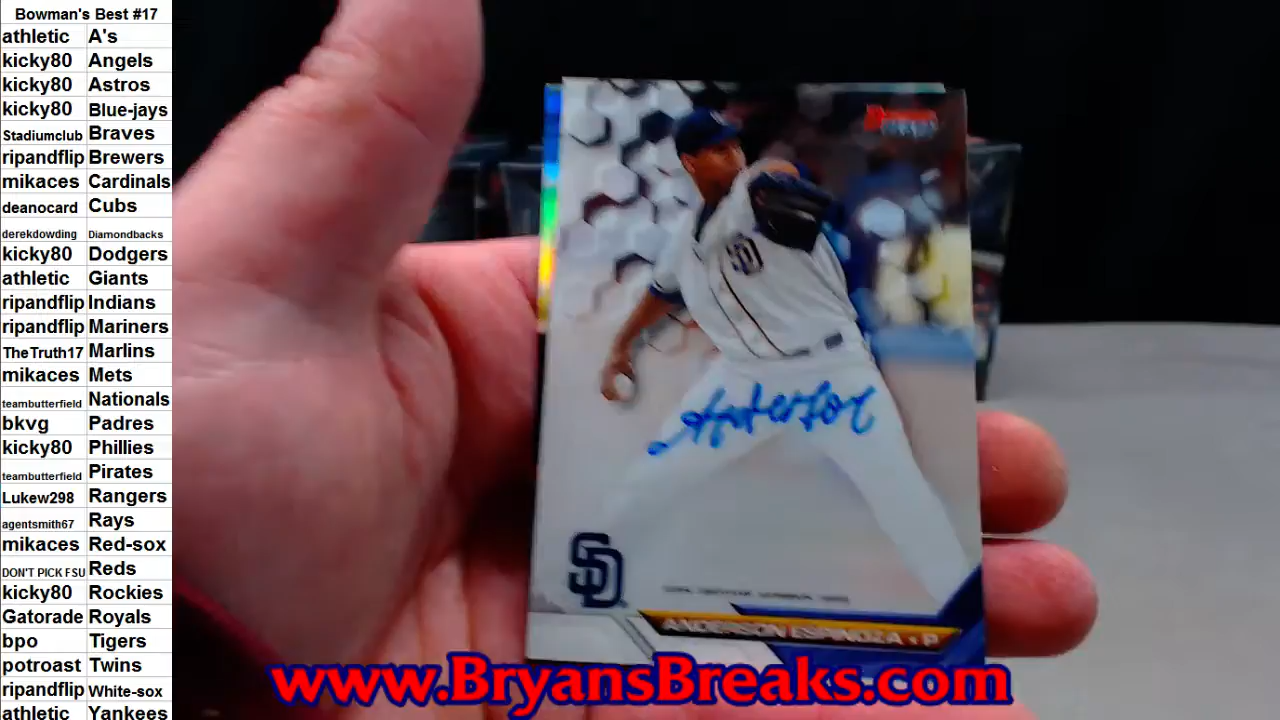 Bowman's Best #17
athletic A's
kicky80 Angels
kicky80 Astros
kicky80 Blue-jays
Stadiumclub Braves
ripandflip Brewers
mikaces Cardinals
deanocard Cubs
derekdowding Diamondbacks
kicky80 Dodgers
athletic Giants
ripandflip Indians
ripandflip Mariners
TheTruth17 Marlins
mikaces Mets
teambutterfield Nationals
bkvg Padres
kicky80 Phillies
teambutterfield Pirates
Lukew298 Rangers
agentsmith67 Rays
mikaces Red-sox
DON'T PICK FSU Reds
kicky80 Rockies
Gatorade Royals
bpo Tigers
potroast Twins
ripandflip White-sox
athletic Yankees
SD
SD
ANDERSON ESPINOZA • P
www.BryansBreaks.com